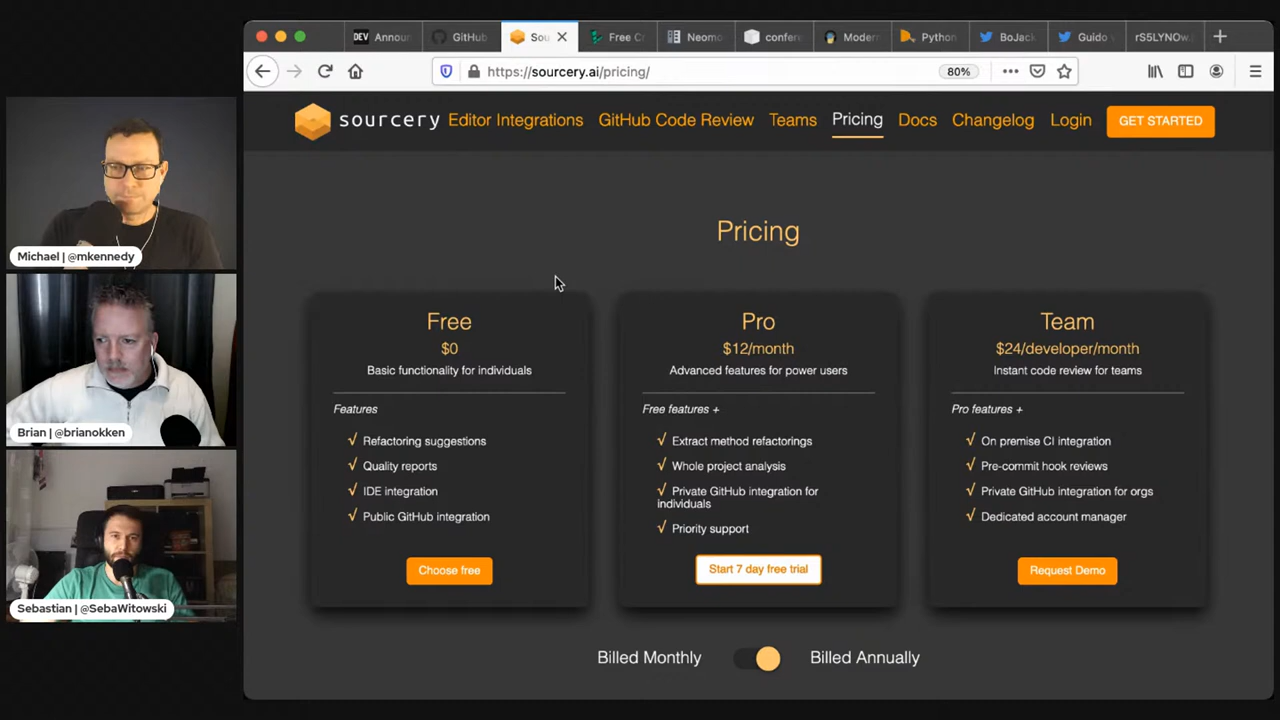 Announ
GitHub
Sou
Free C
Neomo
confere
Modern
Python
BoJack
Guido v
rS5LYNOw
https://sourcery.ai/pricing/
80%
sourcery
Editor Integrations
GitHub Code Review
Teams
Pricing
Docs
Changelog
Login
GET STARTED
Pricing
Free
$0
Basic functionality for individuals
Features
√ Refactoring suggestions
√ Quality reports
√ IDE integration
√ Public GitHub integration
Choose free
Pro
$12/month
Advanced features for power users
Free features +
√ Extract method refactorings
√ Whole project analysis
√ Private GitHub integration for
individuals
√ Priority support
Start 7 day free trial
Team
$24/developer/month
Instant code review for teams
Pro features +
√ On premise CI integration
√ Pre-commit hook reviews
√ Private GitHub integration for orgs
√ Dedicated account manager
Request Demo
Billed Monthly
Billed Annually
Michael | @mkennedy
Brian | @brianokken
Sebastian | @SebaWitowski
DEV